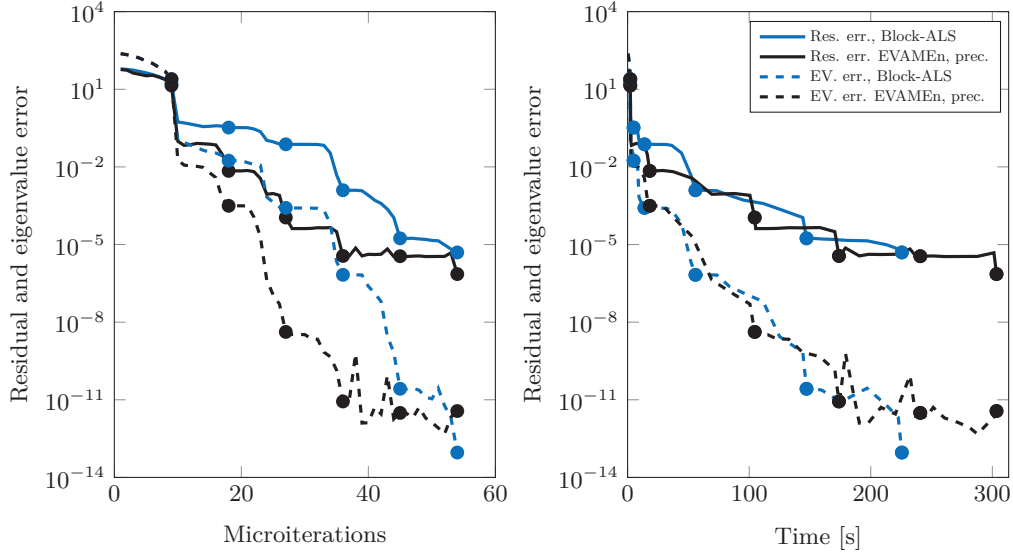 Residual and eigenvalue error
10^4
10^1
10^−2
10^−5
10^−8
10^−11
10^−14
0
20
40
60
Microiterations
Residual and eigenvalue error
10^4
10^1
10^−2
10^−5
10^−8
10^−11
10^−14
0
100
200
300
Time [s]
Res. err., Block-ALS
Res. err. EVAMEn, prec.
EV. err., Block-ALS
EV. err. EVAMEn, prec.